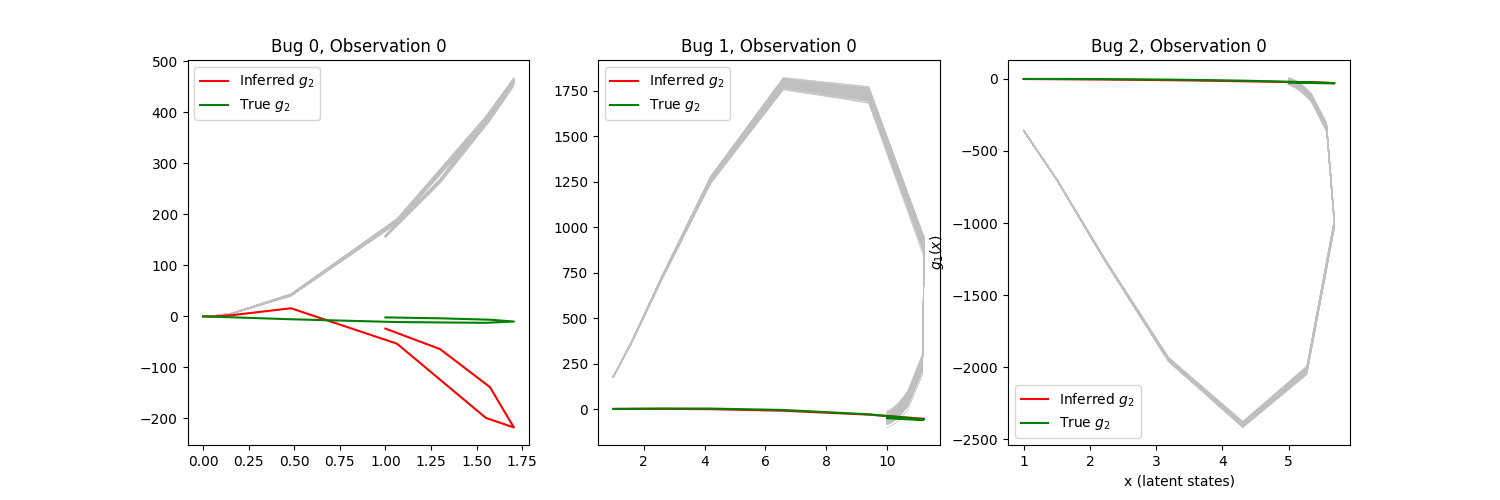 Bug 0, Observation 0
500
400
300
200
100
0
−100
−200
0.00 0.25 0.50 0.75 1.00 1.25 1.50 1.75
Inferred g₂
True g₂
Bug 1, Observation 0
1750
1500
1250
1000
750
500
250
0
2 4 6 8 10
Inferred g₂
True g₂
Bug 2, Observation 0
g₁(x)
0
−500
−1000
−1500
−2000
−2500
1 2 3 4 5
Inferred g₂
True g₂
x (latent states)